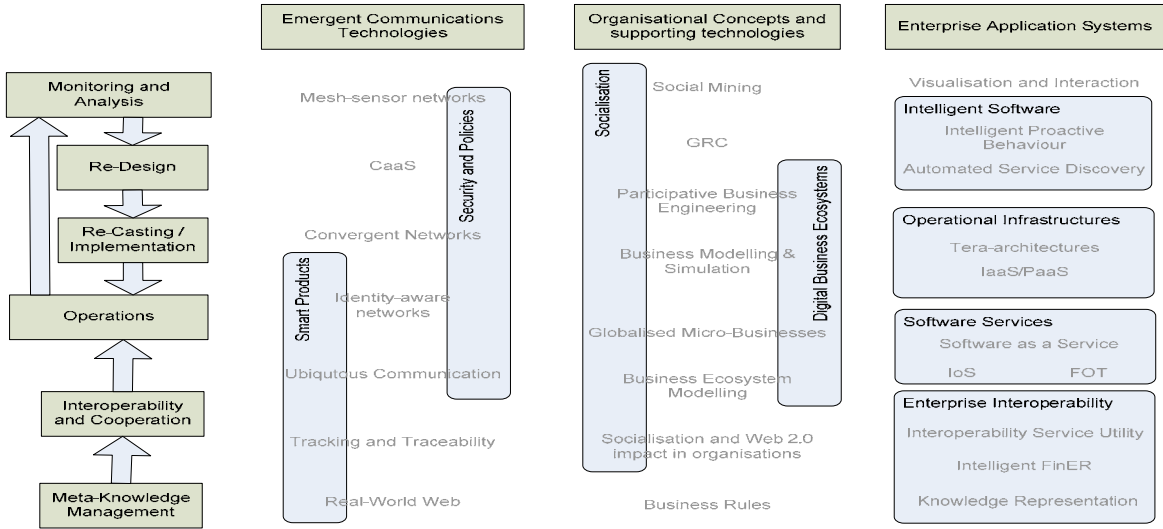 Emergent Communications
Technologies
Organisational Concepts and
supporting technologies
Enterprise Application Systems
Monitoring and
Analysis
Re-Design
Re-Casting /
Implementation
Operations
Interoperability
and Cooperation
Meta-Knowledge
Management
Mesh-sensor networks
CaaS
Convergent Networks
Identity-aware
networks
Ubiqutous Communication
Tracking and Traceability
Real-World Web
Smart Products
Security and Policies
Socialisation
Social Mining
GRC
Participative Business
Engineering
Business Modelling &
Simulation
Globalised Micro-Businesses
Business Ecosystem
Modelling
Socialisation and Web 2.0
impact in organisations
Business Rules
Digital Business Ecosystems
Visualisation and Interaction
Intelligent Software
Intelligent Proactive
Behaviour
Automated Service Discovery
Operational Infrastructures
Tera-architectures
IaaS/PaaS
Software Services
Software as a Service
IoS FOT
Enterprise Interoperability
Interoperability Service Utility
Intelligent FinER
Knowledge Representation